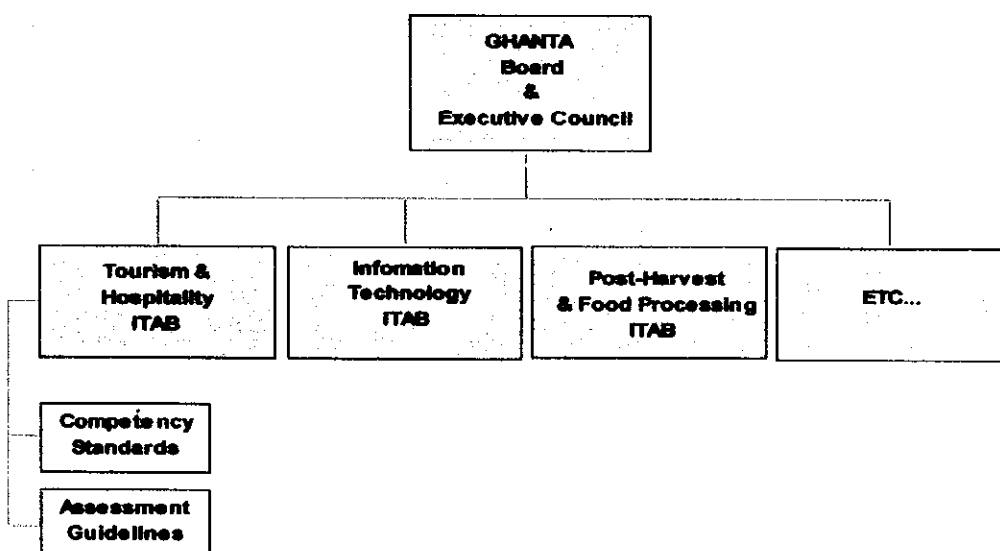 GHANTA
Board
&
Executive Council
Tourism &
Hospitality
ITAB
Infomation
Technology
ITAB
Post-Harvest
& Food Processing
ITAB
ETC...
Competency
Standards
Assessment
Guidelines